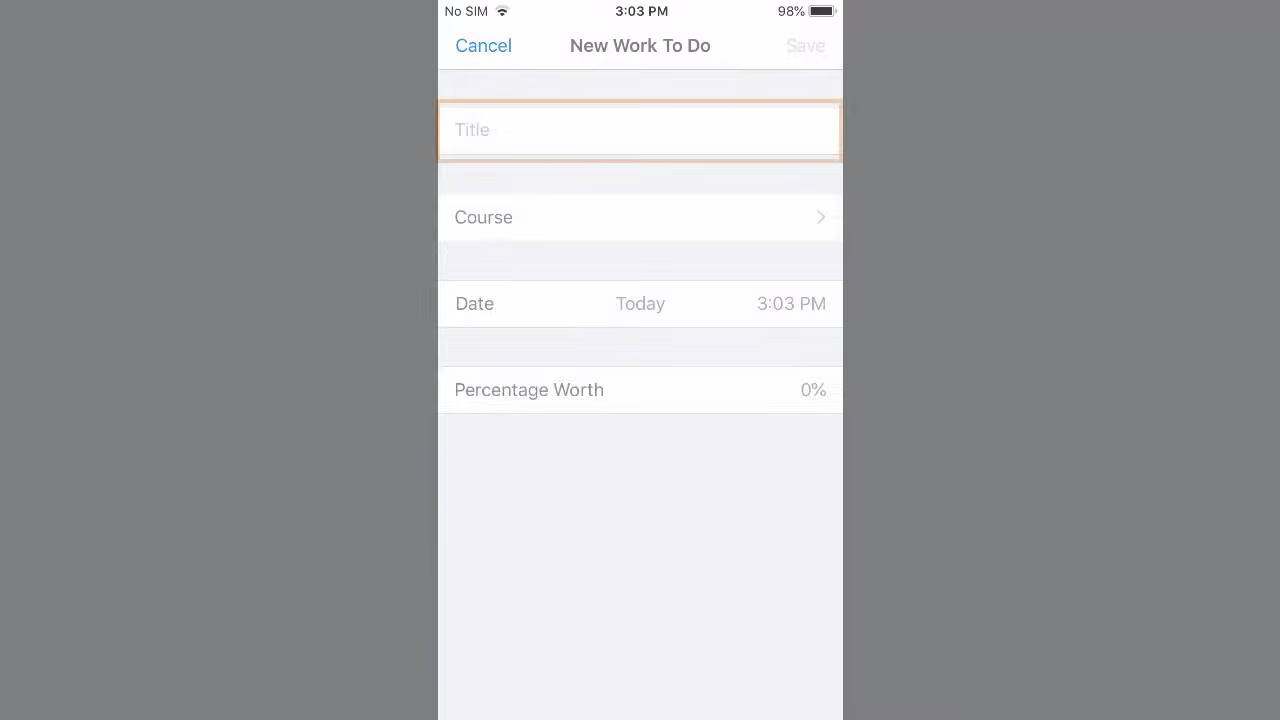 No SIM 3:03 PM 98%
Cancel New Work To Do Save
Title
Course
Date Today 3:03 PM
Percentage Worth 0%